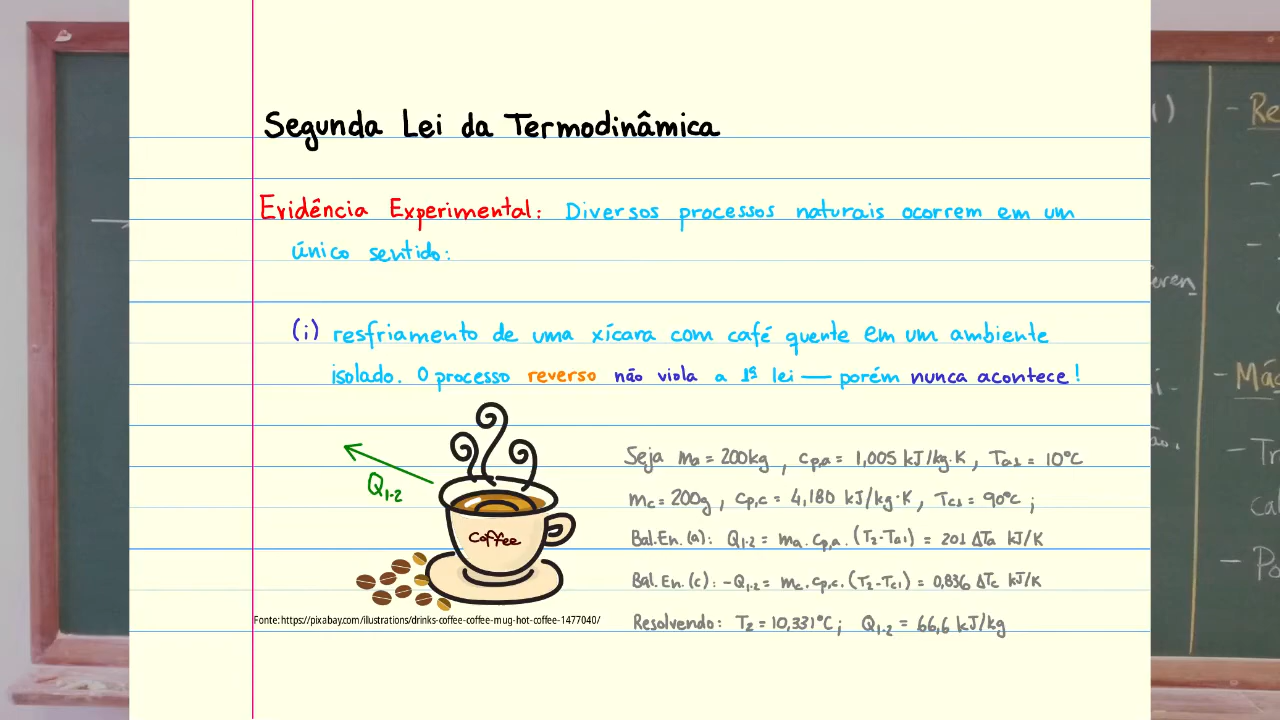 Segunda Lei da Termodinâmica
Evidência Experimental: Diversos processos naturais ocorrem em um
único sentido:
(i) resfriamento de uma xícara com café quente em um ambiente
isolado. O processo reverso não viola a 1ª lei — porém nunca acontece!
Seja ma = 200kg , cp,a = 1,005 kJ/kg·K , Ta1 = 10°C
mc = 200g , cp,c = 4,180 kJ/kg·K , Tc1 = 90°C ;
Bal.En.(a): Q1-2 = ma.cp,a.(T2-Ta1) = 201 ΔTa kJ/K
Bal.En.(c): -Q1-2 = mc.cp,c.(T2-Tc1) = 0,836 ΔTc kJ/K
Resolvendo: T2 = 10,331°C ; Q1-2 = 66,6 kJ/kg
Q1-2
Coffee
Fonte: https://pixabay.com/illustrations/drinks-coffee-coffee-mug-hot-coffee-1477040/
- Re
- Má
- Tr
cal
- Po